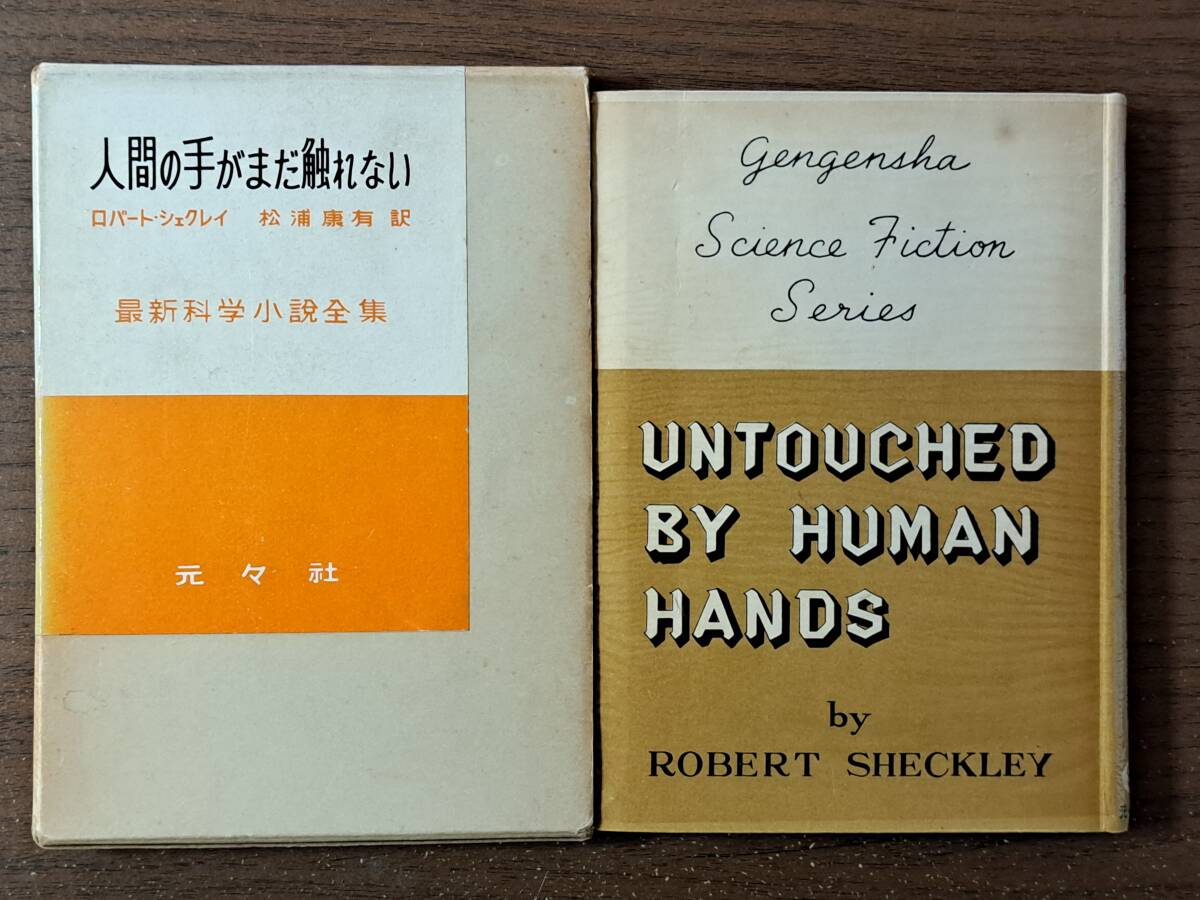 人間の手がまだ触れない
ロバート・シェクレイ 松浦康有訳
最新科学小説全集
元々社
Gengensha
Science Fiction
Series
UNTOUCHED
BY HUMAN
HANDS
by
ROBERT SHECKLEY